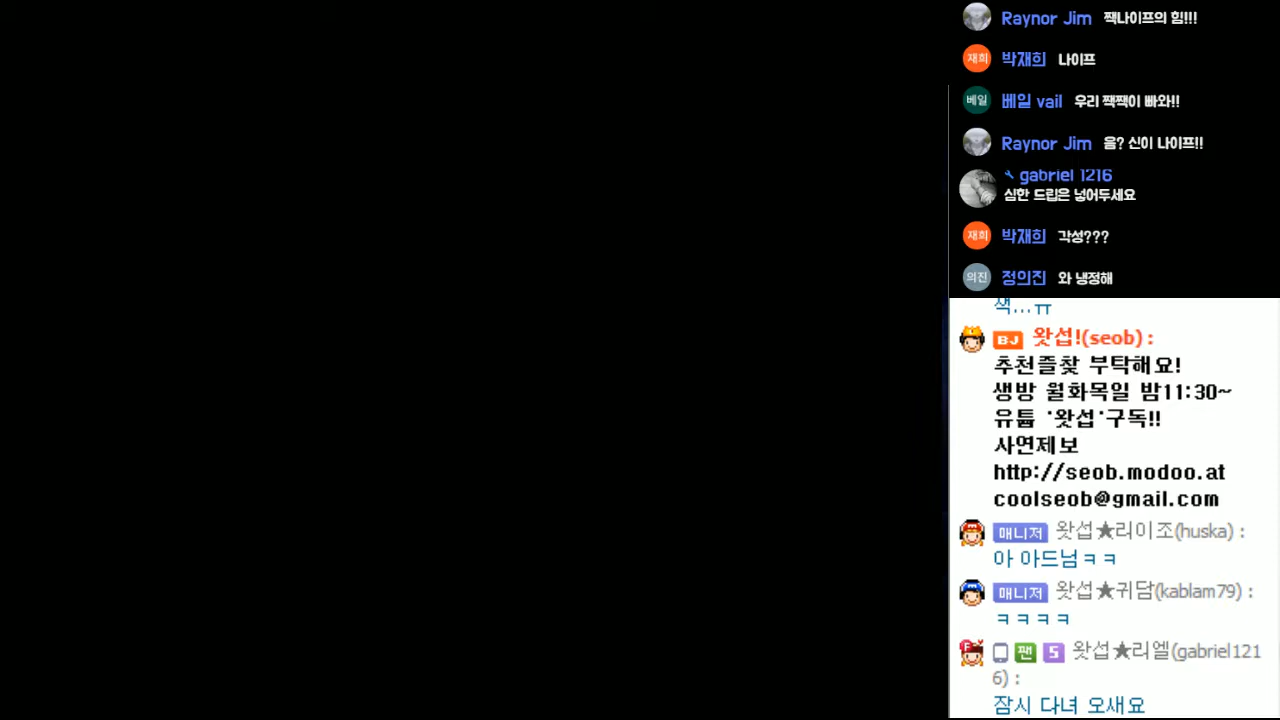 Raynor Jim 짹나이프의 힘!!!
재희 박재희 나이프
베일 베일 vail 우리 짹짹이 빠와!!
Raynor Jim 음? 신이 나이프!!
gabriel 1216
심한 드립은 넣어두세요
재희 박재희 각성???
의진 정의진 와 냉정해
색...ㅠ
BJ 왓섭!(seob) :
추천즐찾 부탁해요!
생방 월화목일 밤11:30~
유튭 '왓섭'구독!!
사연제보
http://seob.modoo.at
coolseob@gmail.com
매니저 왓섭★리이조(huska) :
아 아드님ㅋㅋ
매니저 왓섭★귀담(kablam79) :
ㅋㅋㅋㅋ
팬 5 왓섭★리엘(gabriel121
6) :
잠시 다녀 오새요